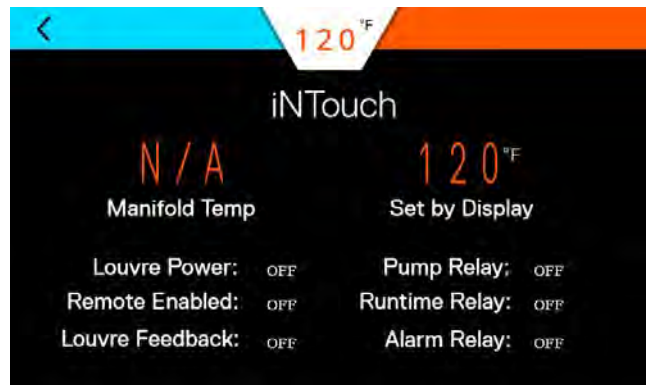 120°F
iNTouch
N/A 120°F
Manifold Temp Set by Display
Louvre Power: OFF Pump Relay: OFF
Remote Enabled: OFF Runtime Relay: OFF
Louvre Feedback: OFF Alarm Relay: OFF